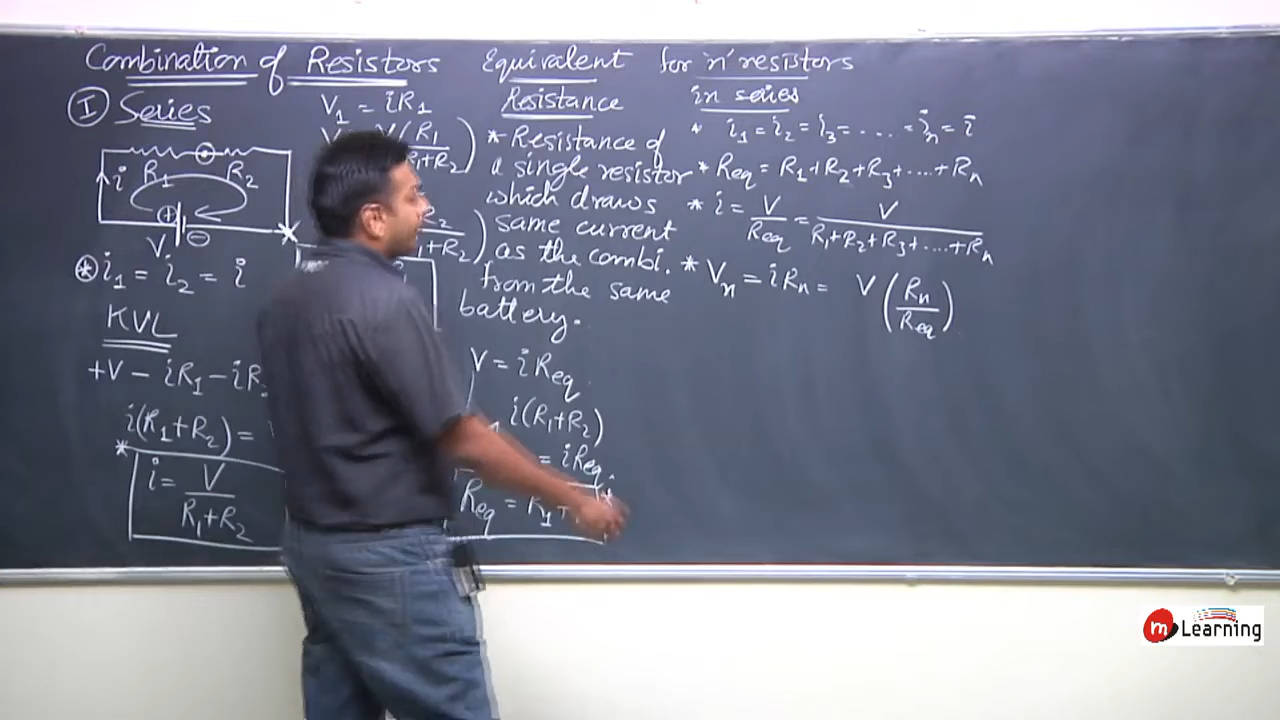 Combination of Resistors
I Series
i R₁ R₂
V + −
* i₁ = i₂ = i
KVL
+V − iR₁ − iR
i(R₁+R₂) =
* i = V / (R₁+R₂)
V₁ = iR₁
Equivalent
Resistance
* Resistance of
a single resistor
which draws
same current
as the combi.
from the same
battery.
V = iReq.
i(R₁+R₂)
= iReq.
Req = R₁+
for 'n' resistors
in series
* i₁ = i₂ = i₃ = .... = iₙ = i
* Req = R₁+R₂+R₃+....+Rₙ
* i = V / Req = V / (R₁+R₂+R₃+....+Rₙ)
* Vₙ = iRₙ = V (Rₙ / Req)
m Learning